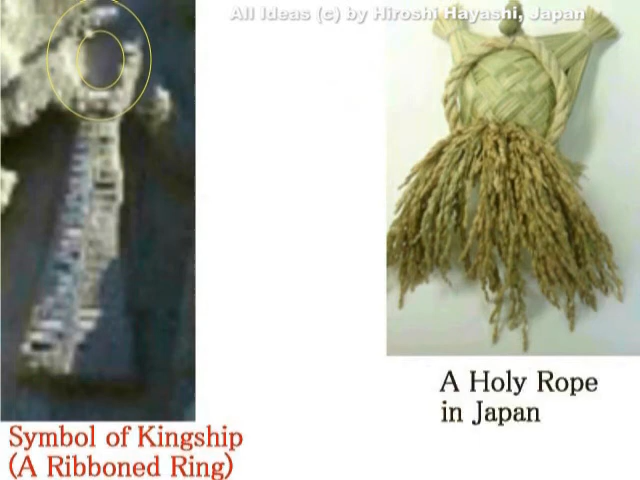 All Ideas (c) by Hiroshi Hayashi, Japan
A Holy Rope
in Japan
Symbol of Kingship
(A Ribboned Ring)